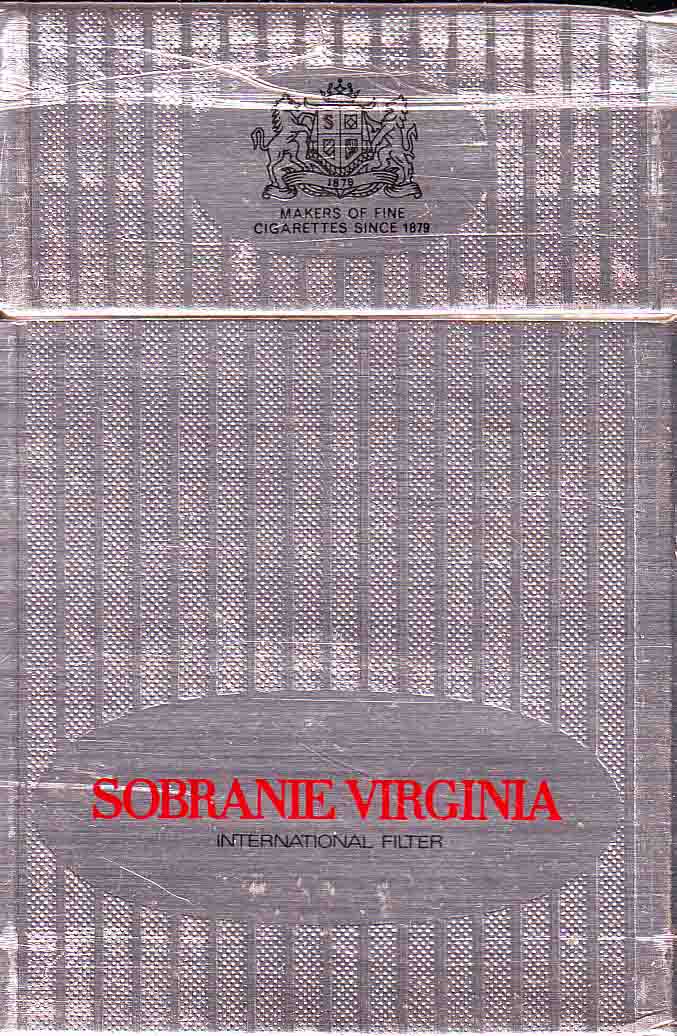 S
1879
MAKERS OF FINE
CIGARETTES SINCE 1879
SOBRANIE VIRGINIA
INTERNATIONAL FILTER